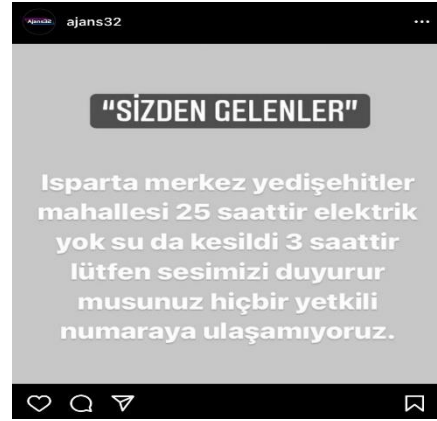 Ajans32
ajans32
“SİZDEN GELENLER”
Isparta merkez yedişehitler
mahallesi 25 saattir elektrik
yok su da kesildi 3 saattir
lütfen sesimizi duyurur
musunuz hiçbir yetkili
numaraya ulaşamıyoruz.